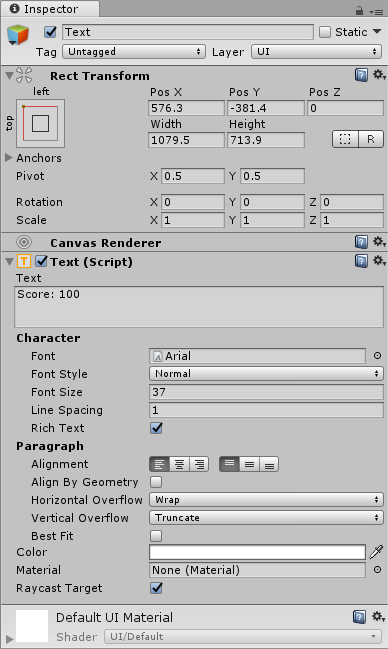 Inspector
Text Static
Tag Untagged Layer UI
Rect Transform
left Pos X Pos Y Pos Z
top 576.3 -381.4 0
Width Height
1079.5 713.9 R
Anchors
Pivot X 0.5 Y 0.5
Rotation X 0 Y 0 Z 0
Scale X 1 Y 1 Z 1
Canvas Renderer
T Text (Script)
Text
Score: 100
Character
Font Arial
Font Style Normal
Font Size 37
Line Spacing 1
Rich Text
Paragraph
Alignment
Align By Geometry
Horizontal Overflow Wrap
Vertical Overflow Truncate
Best Fit
Color
Material None (Material)
Raycast Target
Default UI Material
Shader UI/Default